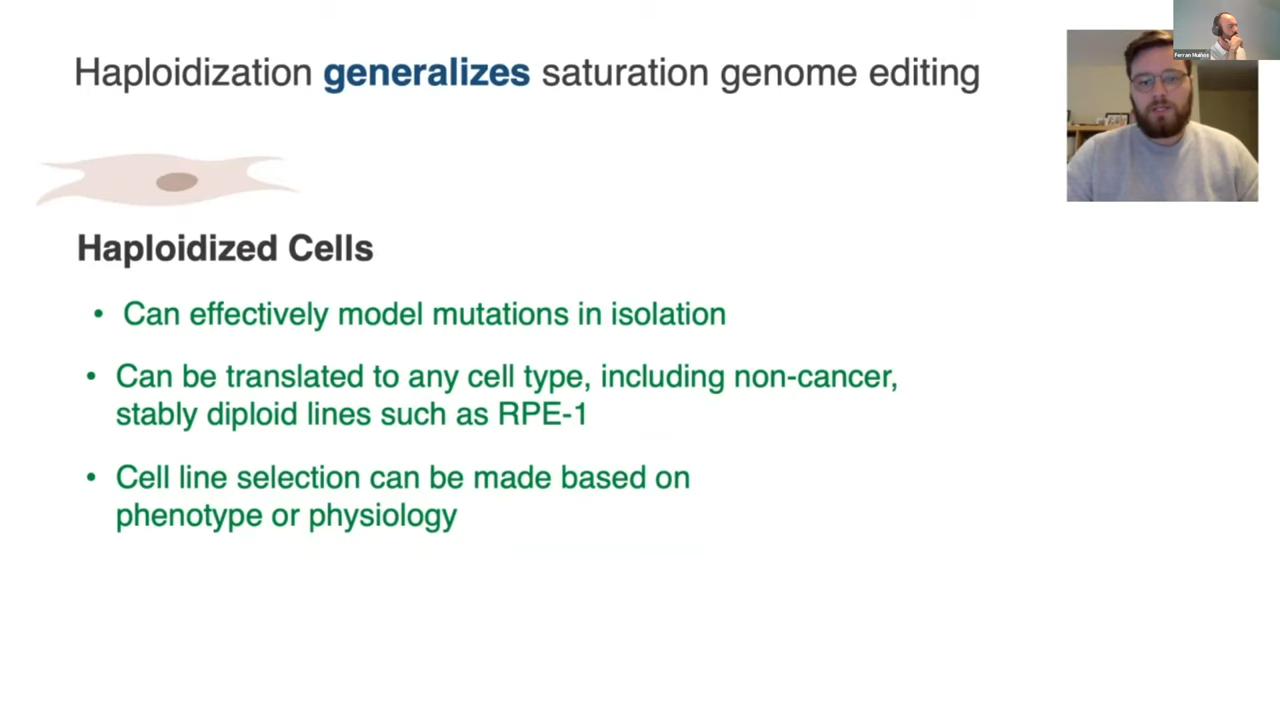 Haploidization generalizes saturation genome editing
Ferran Muiños
Haploidized Cells
• Can effectively model mutations in isolation
• Can be translated to any cell type, including non-cancer,
stably diploid lines such as RPE-1
• Cell line selection can be made based on
phenotype or physiology